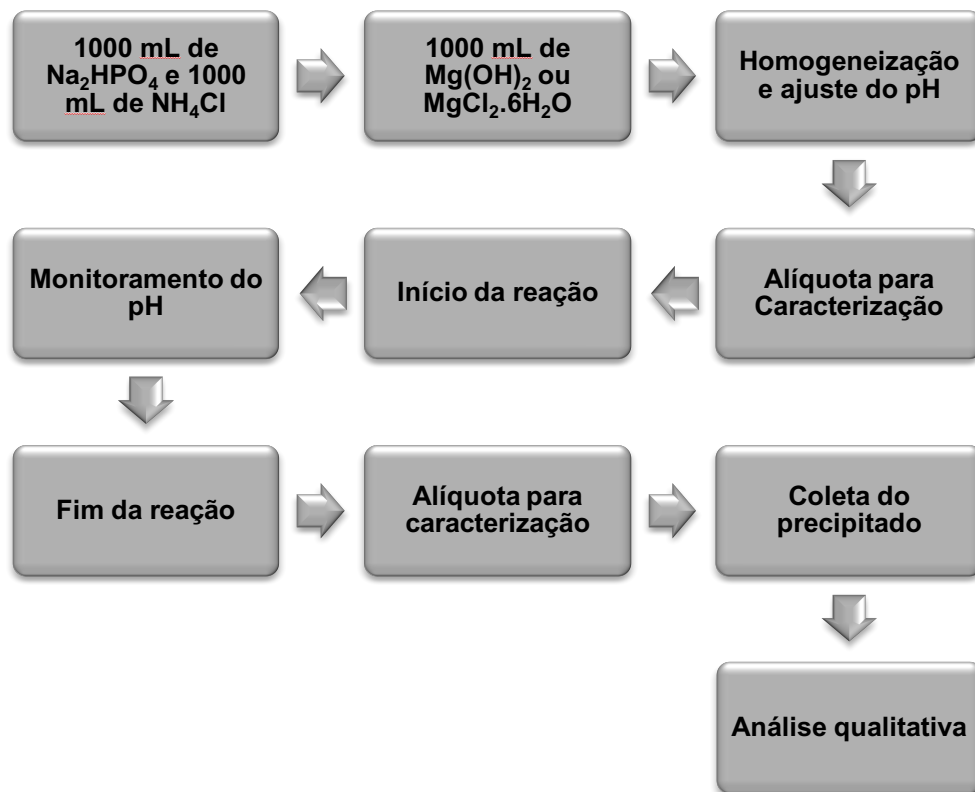 1000 mL de
Na₂HPO₄ e 1000
mL de NH₄Cl
1000 mL de
Mg(OH)₂ ou
MgCl₂.6H₂O
Homogeneização
e ajuste do pH
Alíquota para
Caracterização
Início da reação
Monitoramento do
pH
Fim da reação
Alíquota para
caracterização
Coleta do
precipitado
Análise qualitativa